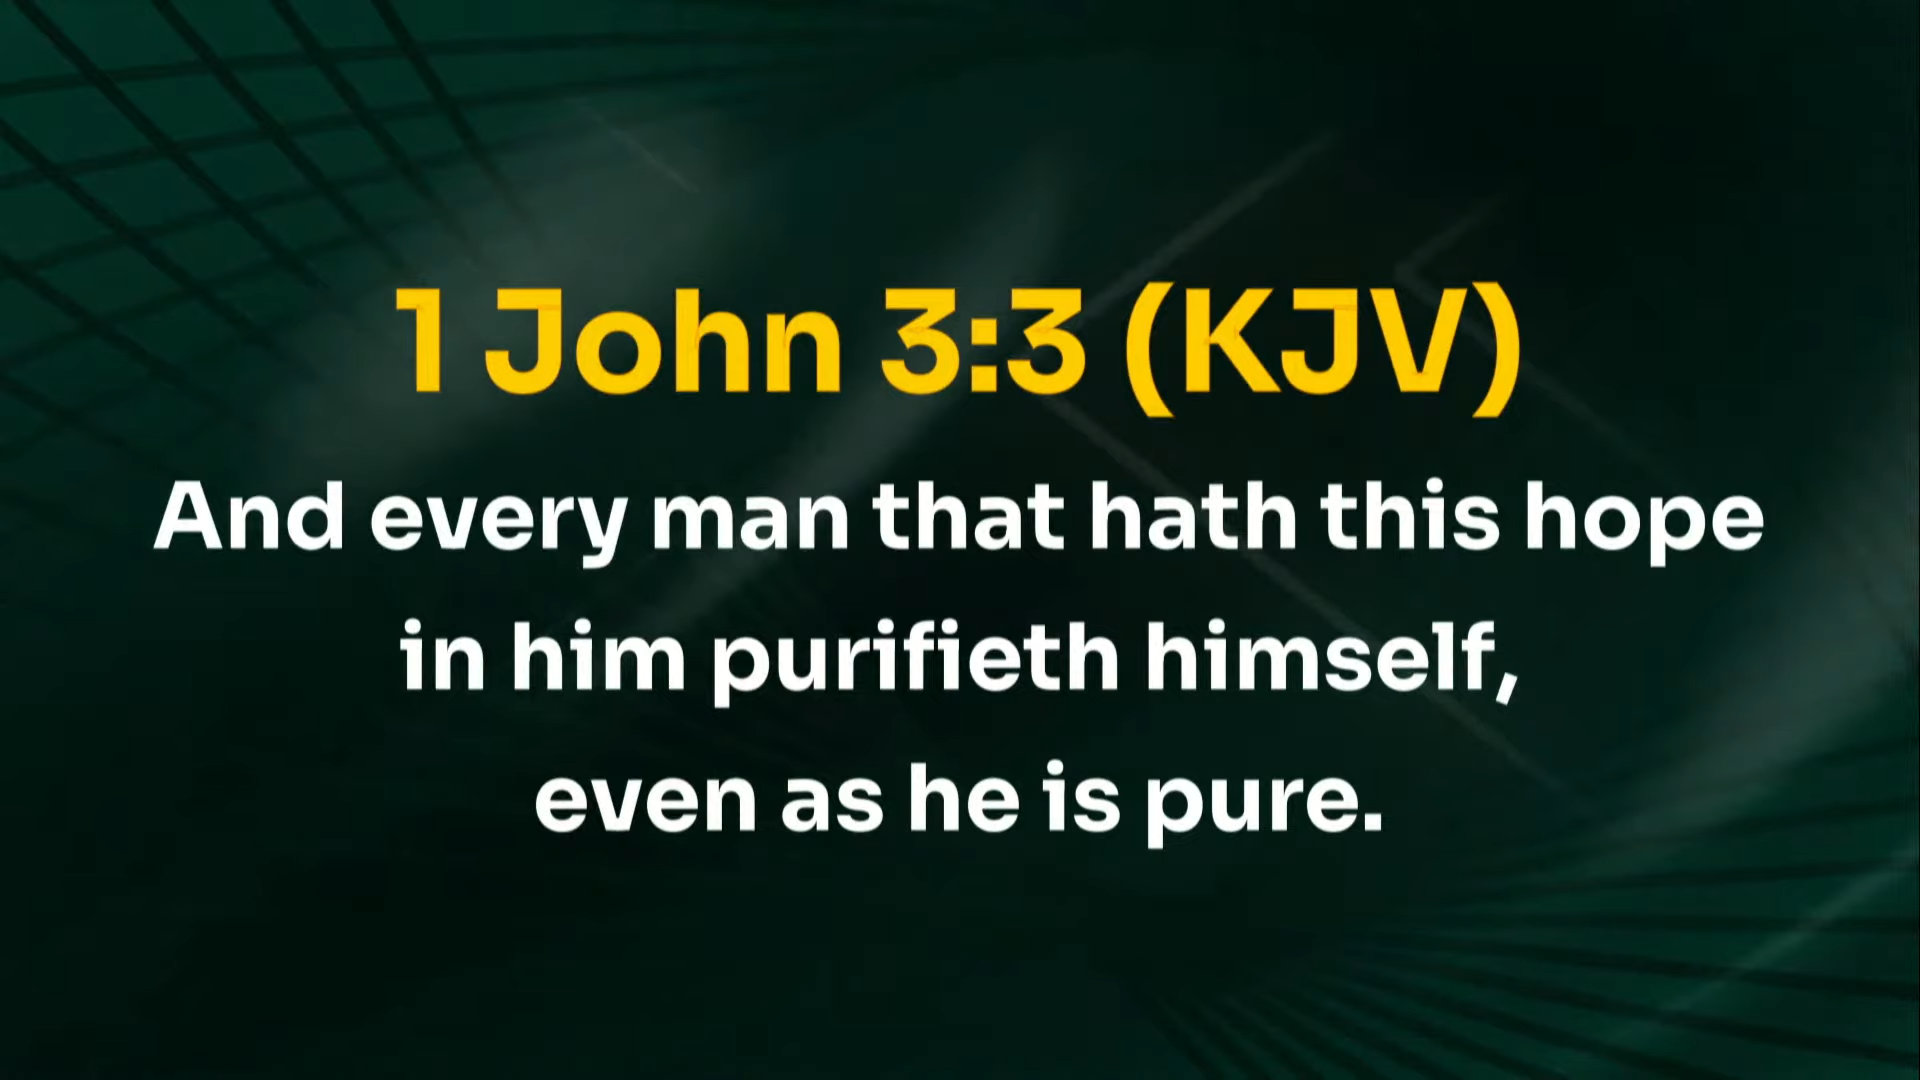 1 John 3:3 (KJV)
And every man that hath this hope
in him purifieth himself,
even as he is pure.